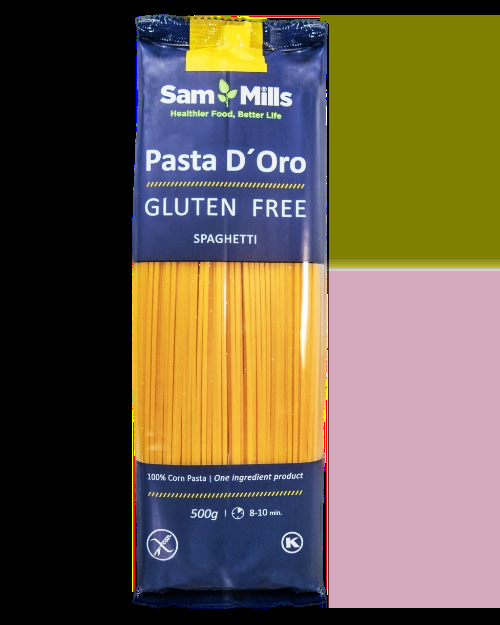 Sam Mills
Healthier Food, Better Life
Pasta D´Oro
GLUTEN FREE
SPAGHETTI
100% Corn Pasta | One ingredient product
500g | 8-10 min.
K